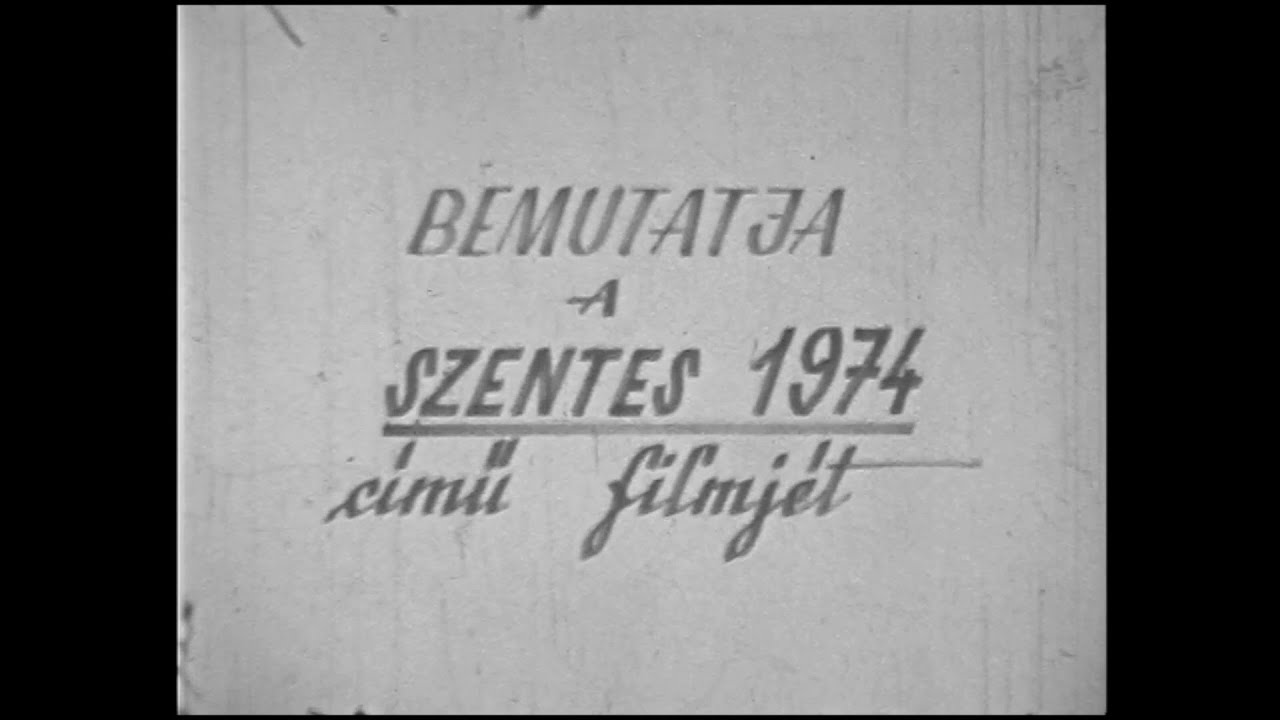 BEMUTATJA
A
SZENTES 1974
című filmjét